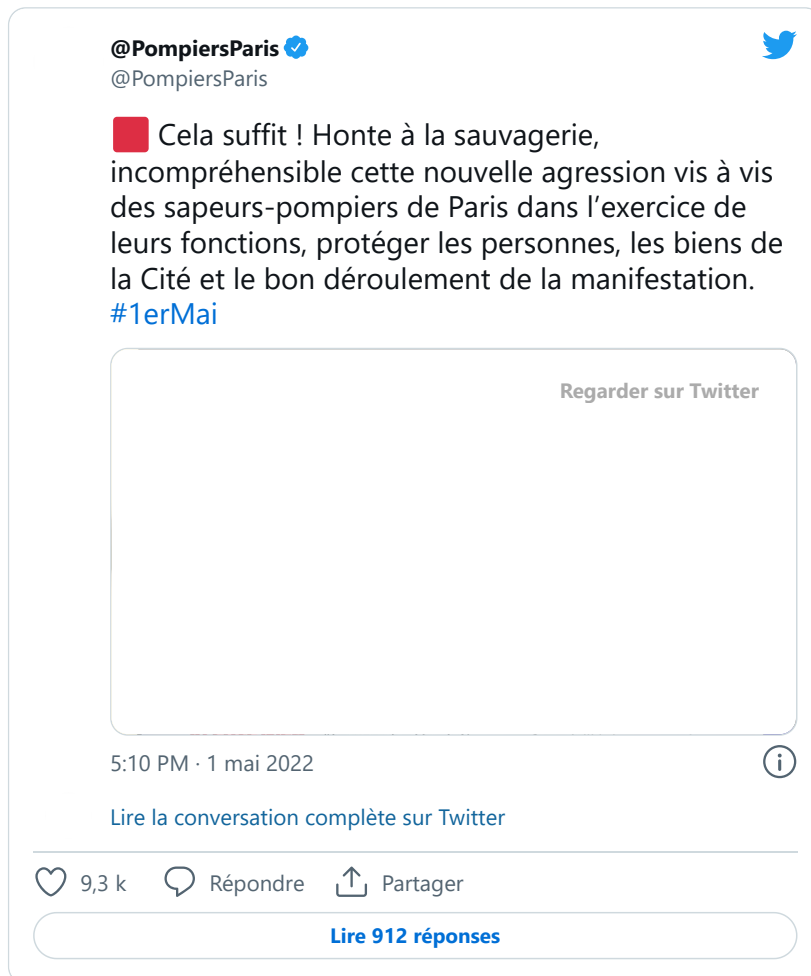 @PompiersParis
@PompiersParis
Cela suffit ! Honte à la sauvagerie,
incompréhensible cette nouvelle agression vis à vis
des sapeurs-pompiers de Paris dans l’exercice de
leurs fonctions, protéger les personnes, les biens de
la Cité et le bon déroulement de la manifestation.
#1erMai
Regarder sur Twitter
5:10 PM · 1 mai 2022
Lire la conversation complète sur Twitter
9,3 k Répondre Partager
Lire 912 réponses